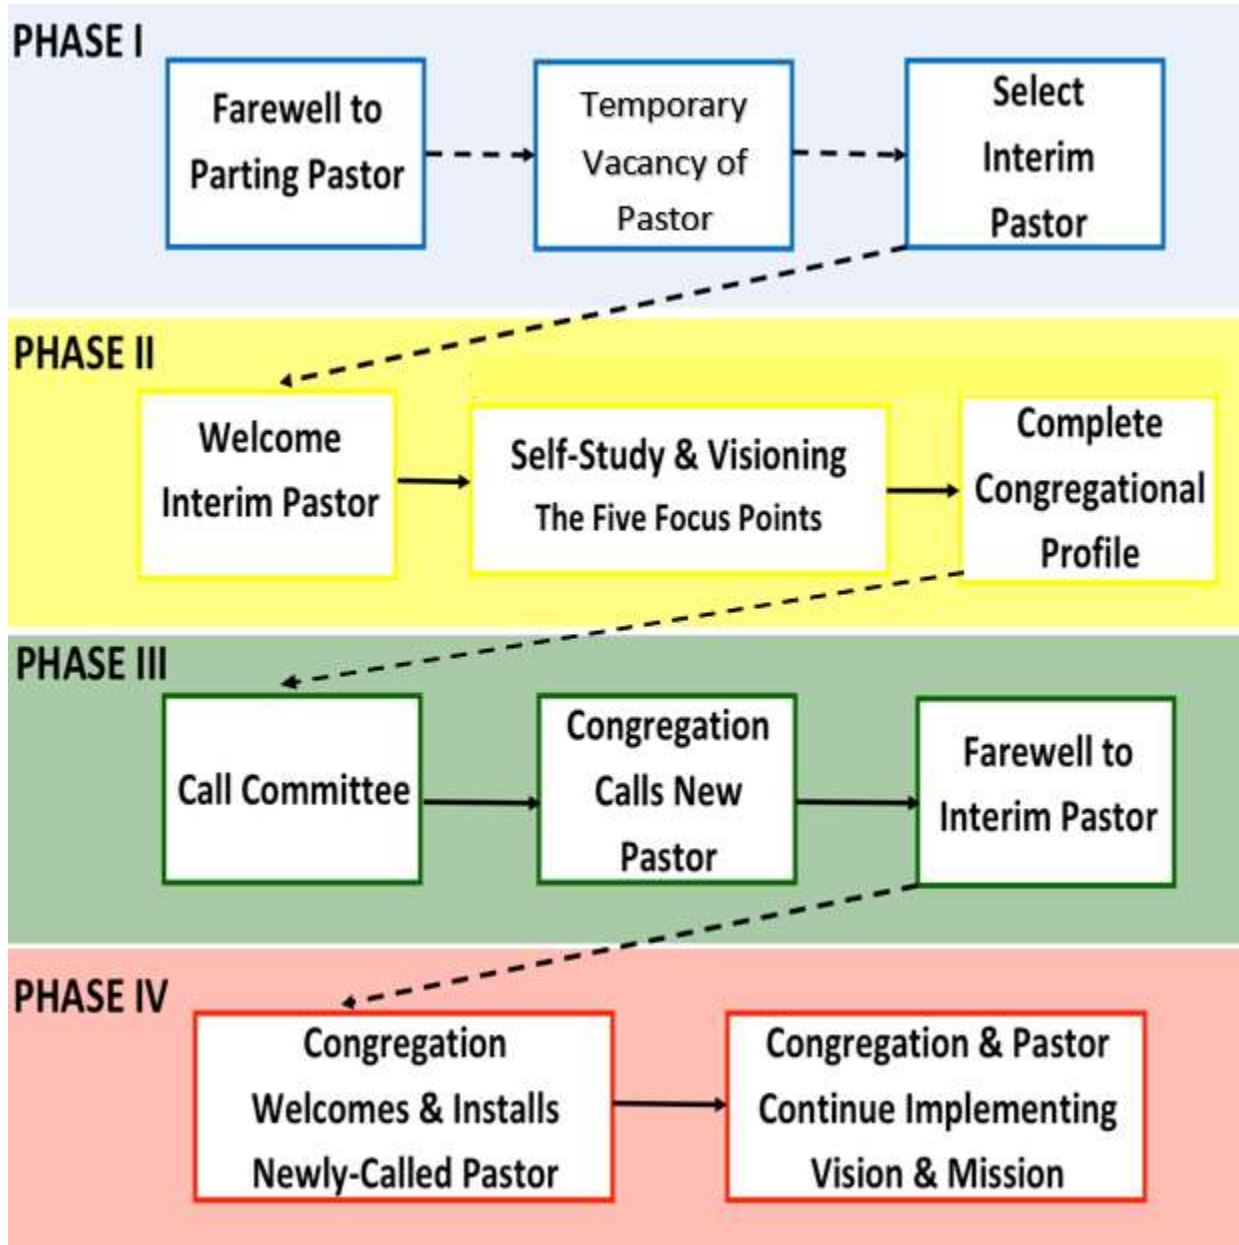 PHASE I
Farewell to
Parting Pastor
Temporary
Vacancy of
Pastor
Select
Interim
Pastor
PHASE II
Welcome
Interim Pastor
Self-Study & Visioning
The Five Focus Points
Complete
Congregational
Profile
PHASE III
Call Committee
Congregation
Calls New
Pastor
Farewell to
Interim Pastor
PHASE IV
Congregation
Welcomes & Installs
Newly-Called Pastor
Congregation & Pastor
Continue Implementing
Vision & Mission